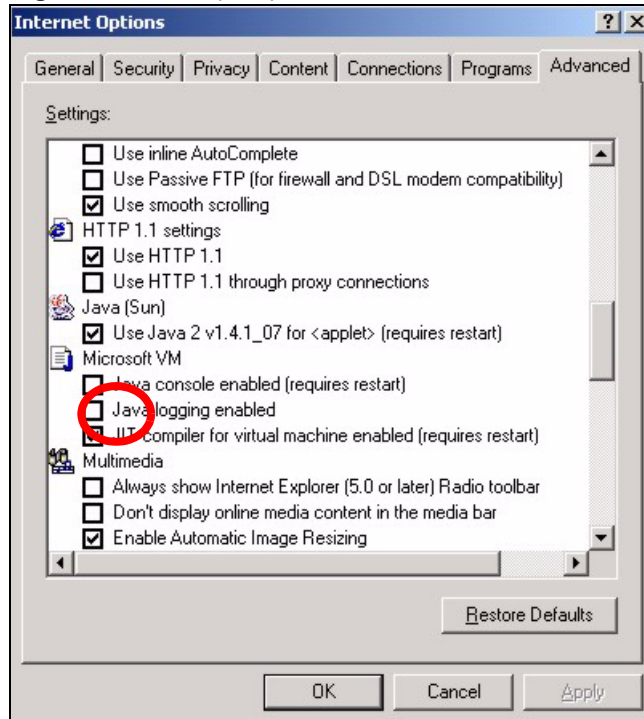 Internet Options
General Security Privacy Content Connections Programs Advanced
Settings:
Use inline AutoComplete
Use Passive FTP (for firewall and DSL modem compatibility)
Use smooth scrolling
HTTP 1.1 settings
Use HTTP 1.1
Use HTTP 1.1 through proxy connections
Java (Sun)
Use Java 2 v1.4.1_07 for <applet> (requires restart)
Microsoft VM
Java console enabled (requires restart)
Java logging enabled
JIT compiler for virtual machine enabled (requires restart)
Multimedia
Always show Internet Explorer (5.0 or later) Radio toolbar
Don't display online media content in the media bar
Enable Automatic Image Resizing
Restore Defaults
OK Cancel Apply